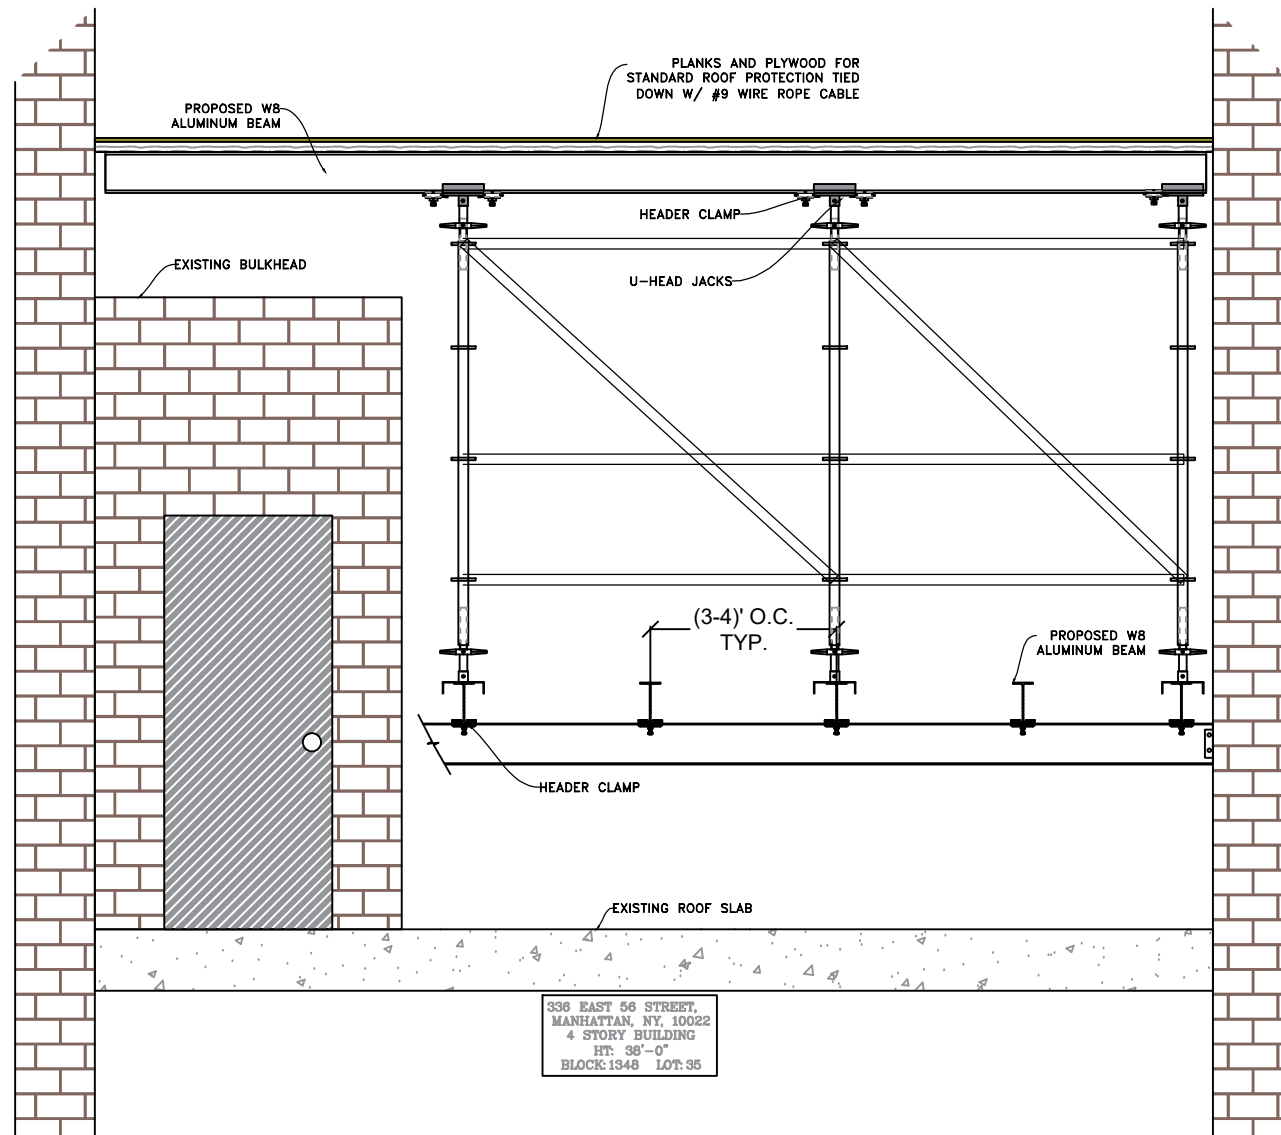 PLANKS AND PLYWOOD FOR
STANDARD ROOF PROTECTION TIED
DOWN W/ #9 WIRE ROPE CABLE
PROPOSED W8
ALUMINUM BEAM
HEADER CLAMP
EXISTING BULKHEAD
U-HEAD JACKS
(3-4)' O.C.
TYP.
PROPOSED W8
ALUMINUM BEAM
HEADER CLAMP
EXISTING ROOF SLAB
336 EAST 56 STREET,
MANHATTAN, NY, 10022
4 STORY BUILDING
HT: 38'-0"
BLOCK:1348 LOT:35